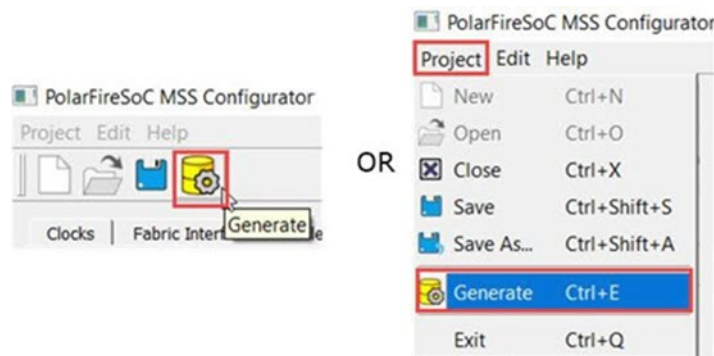 PolarFireSoC MSS Configurator
Project Edit Help
Generate
Clocks Fabric Inter
OR
PolarFireSoC MSS Configurator
Project Edit Help
New Ctrl+N
Open Ctrl+O
Close Ctrl+X
Save Ctrl+Shift+S
Save As... Ctrl+Shift+A
Generate Ctrl+E
Exit Ctrl+Q